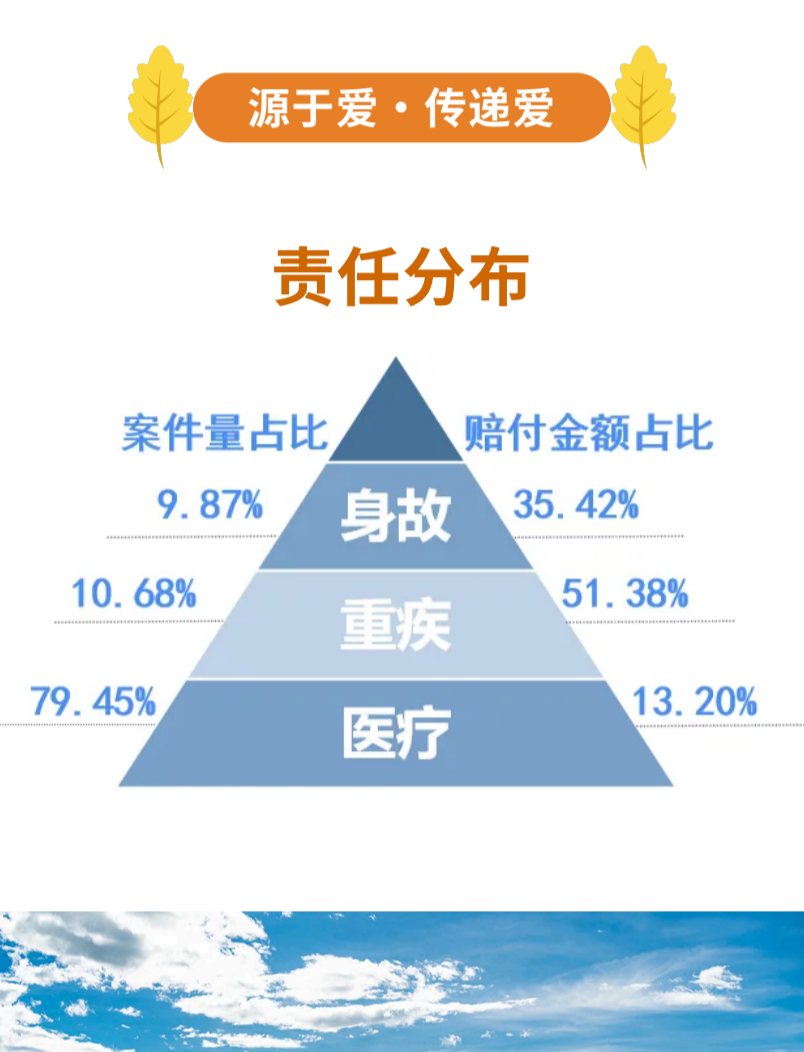 源于爱·传递爱
责任分布
案件量占比 赔付金额占比
9.87% 身故 35.42%
10.68% 重疾 51.38%
79.45% 医疗 13.20%